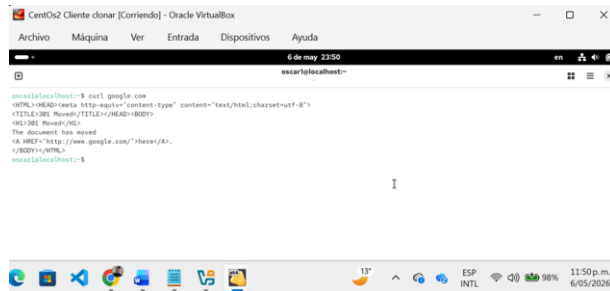 CentOs2 Cliente clonar [Corriendo] - Oracle VirtualBox
Archivo Máquina Ver Entrada Dispositivos Ayuda
6 de may 23:50 en
oscar1@localhost:~
oscar1@localhost:~$ curl google.com
<HTML><HEAD><meta http-equiv="content-type" content="text/html;charset=utf-8">
<TITLE>301 Moved</TITLE></HEAD><BODY>
<H1>301 Moved</H1>
The document has moved
<A HREF="http://www.google.com/">here</A>.
</BODY></HTML>
oscar1@localhost:~$
13° ESP 98% 11:50 p. m.
INTL 6/05/2026